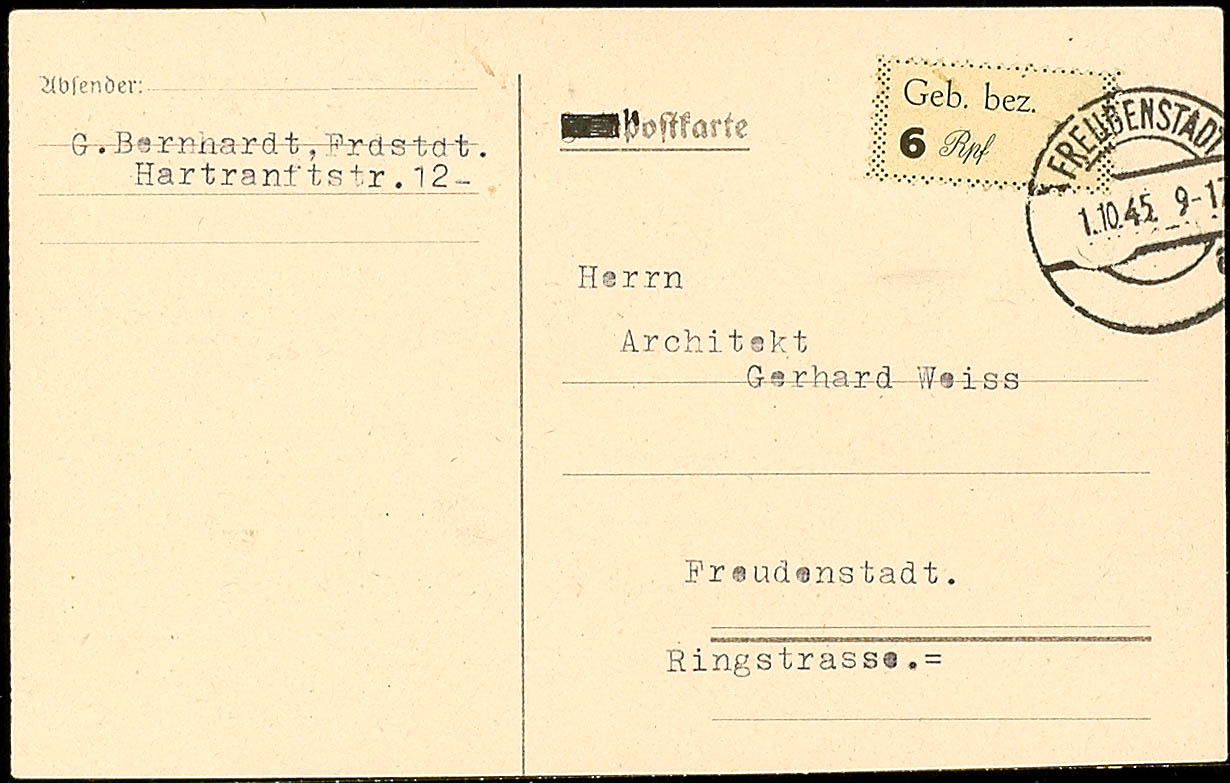 Absender:
G.Bernhardt,Frdstdt.
Hartranftstr.12-
postkarte
Geb. bez.
6 Rpf
FREUDENSTADT
1.10.45. 9-12
Herrn
Architekt
Gerhard Weiss
Freudenstadt.
Ringstrasse.=